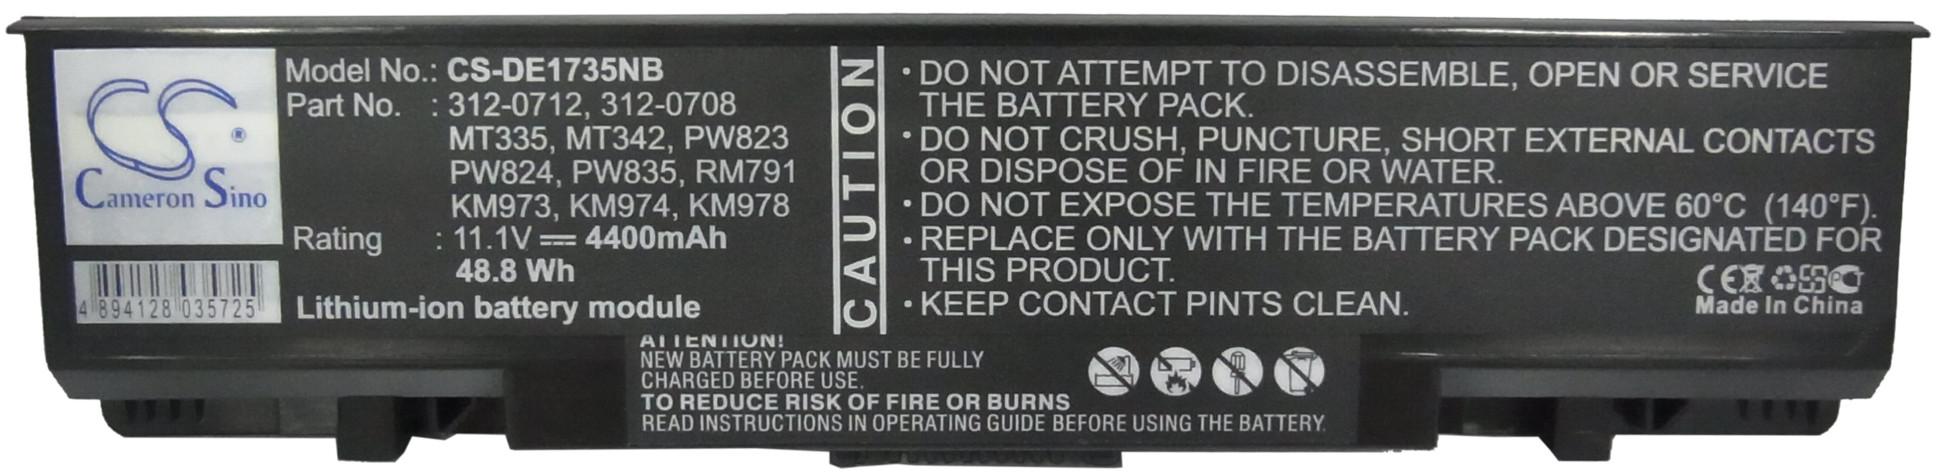 CS ®
Cameron Sino
4 894128 035725
Model No.: CS-DE1735NB
Part No. : 312-0712, 312-0708
MT335, MT342, PW823
PW824, PW835, RM791
KM973, KM974, KM978
Rating : 11.1V 4400mAh
48.8 Wh
Lithium-ion battery module
CAUTION
• DO NOT ATTEMPT TO DISASSEMBLE, OPEN OR SERVICE
THE BATTERY PACK.
• DO NOT CRUSH, PUNCTURE, SHORT EXTERNAL CONTACTS
OR DISPOSE OF IN FIRE OR WATER.
• DO NOT EXPOSE THE TEMPERATURES ABOVE 60°C (140°F).
• REPLACE ONLY WITH THE BATTERY PACK DESIGNATED FOR
THIS PRODUCT.
• KEEP CONTACT PINTS CLEAN.
CE
Made In China
ATTENTION!
NEW BATTERY PACK MUST BE FULLY
CHARGED BEFORE USE.
TO REDUCE RISK OF FIRE OR BURNS
READ INSTRUCTIONS IN OPERATING GUIDE BEFORE USING THE BATTERY.